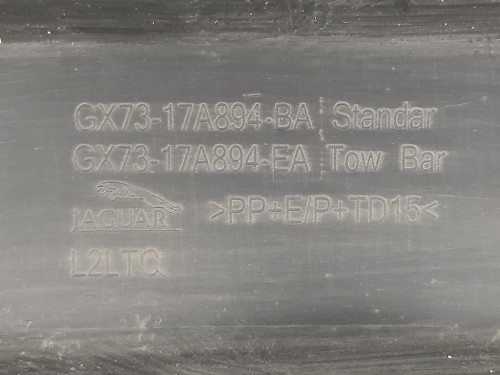 GX73-17A894-BA Standar
GX73-17A894-EA Tow Bar
JAGUAR >PP+E/P+TD15<
L2LTC